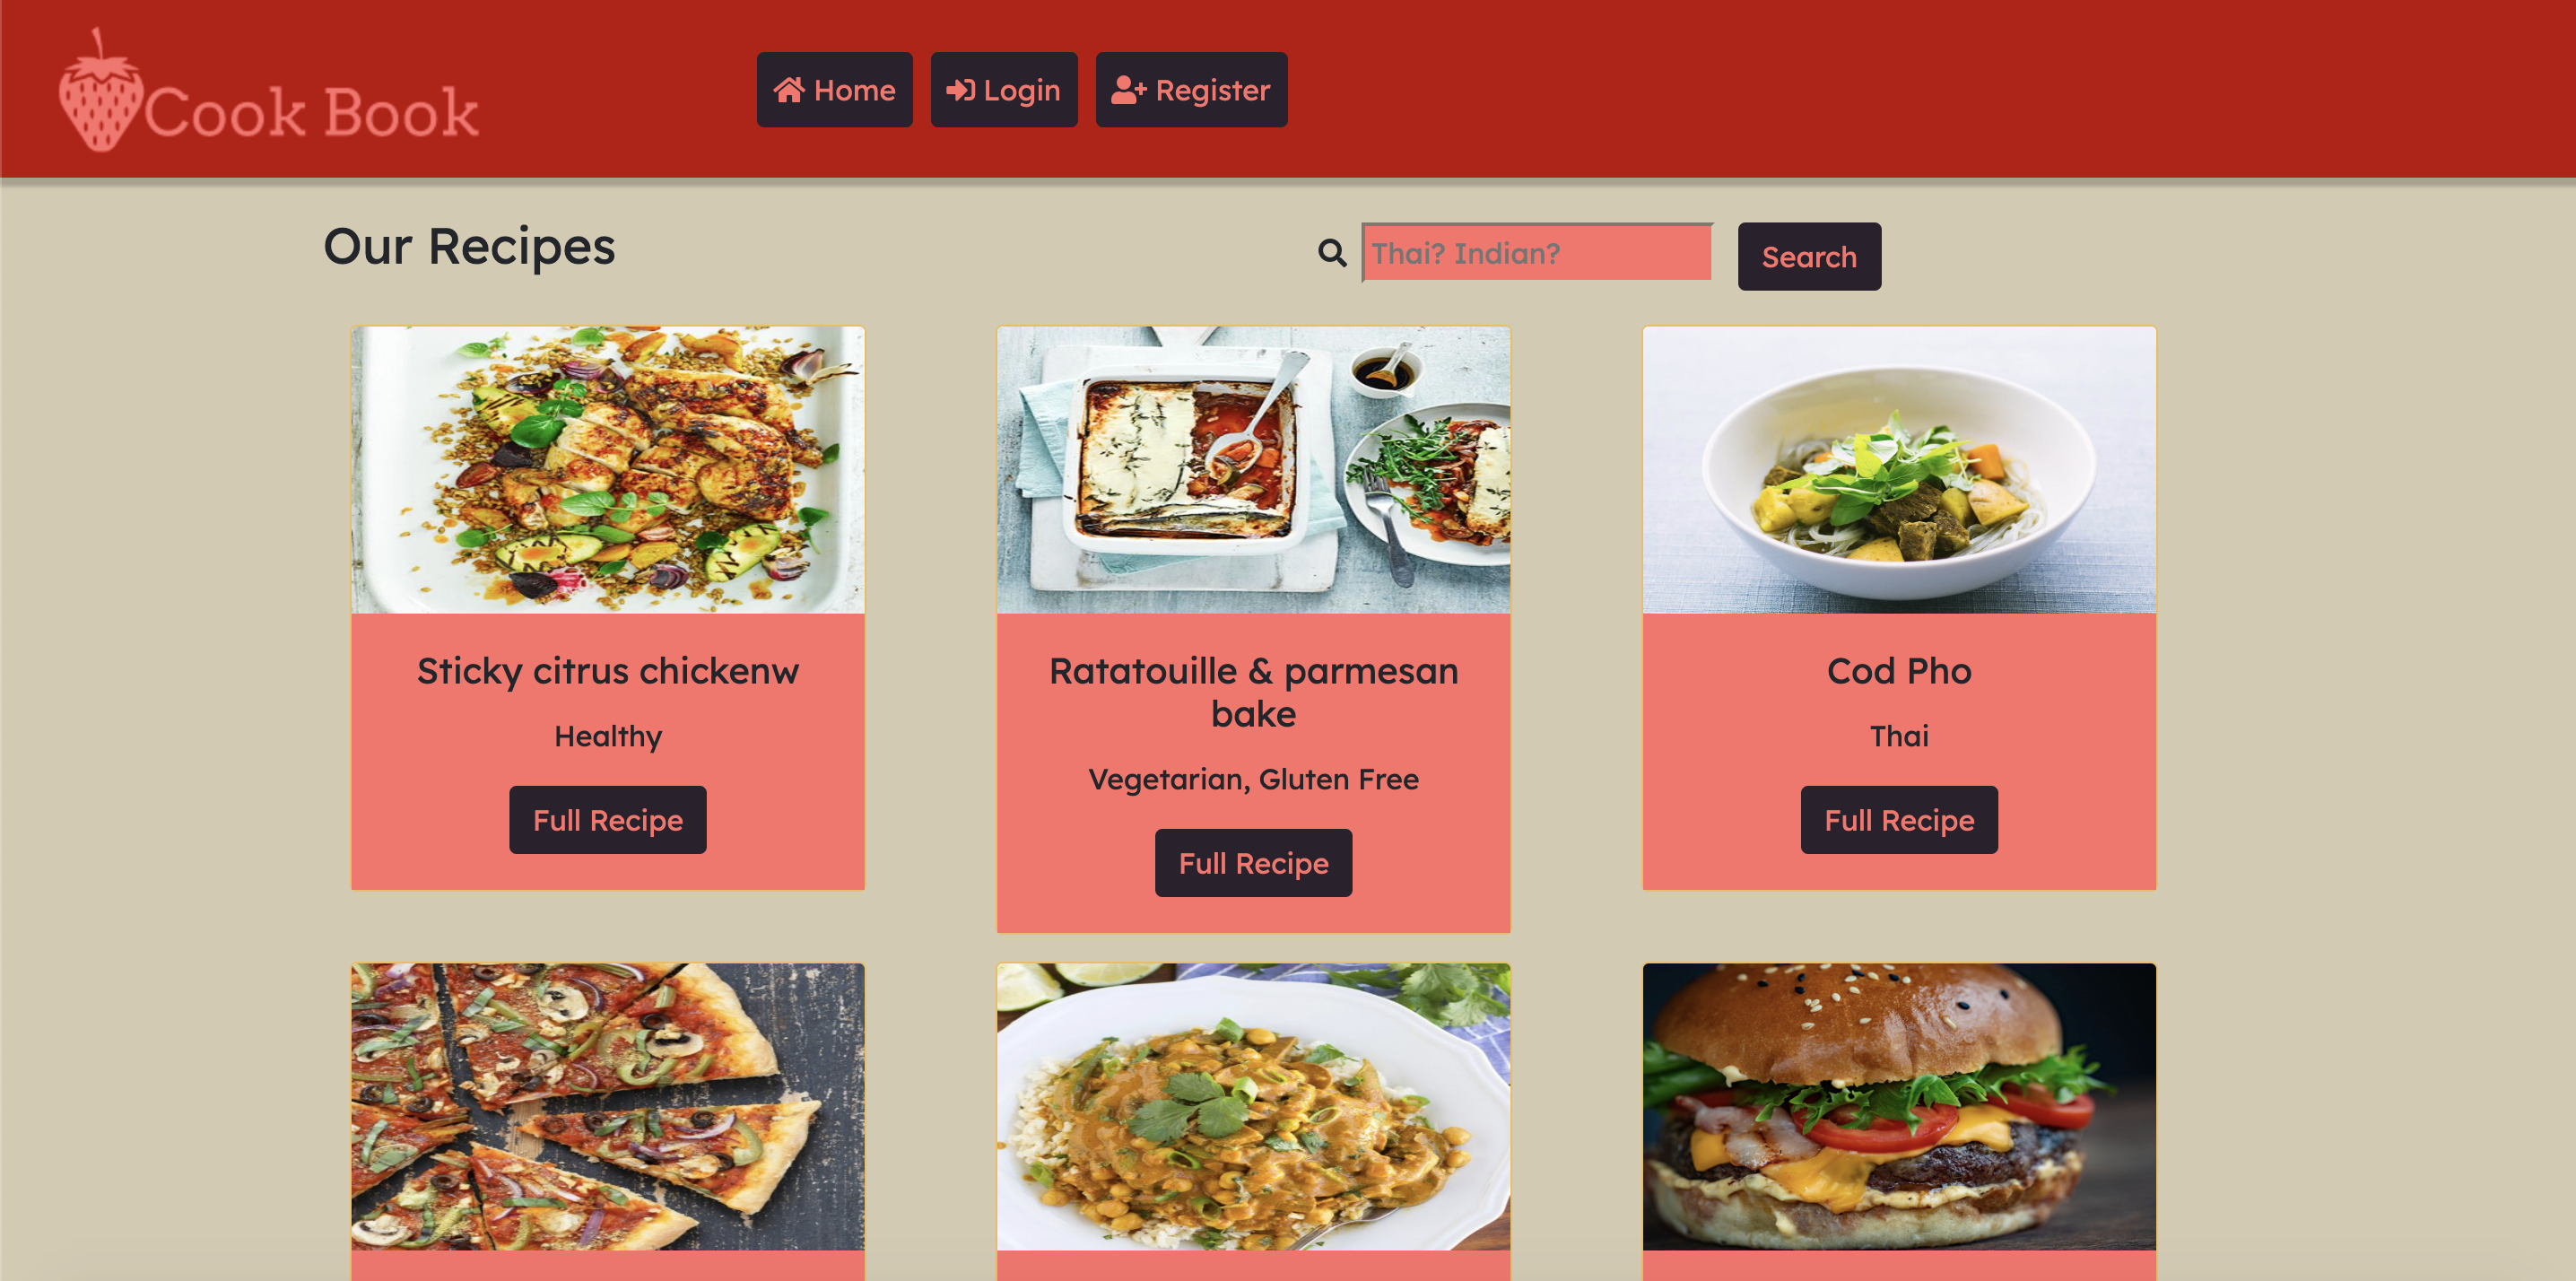 Cook Book
Home
Login
Register
Our Recipes
Thai? Indian?
Search
Sticky citrus chickenw
Healthy
Full Recipe
Ratatouille & parmesan
bake
Vegetarian, Gluten Free
Full Recipe
Cod Pho
Thai
Full Recipe